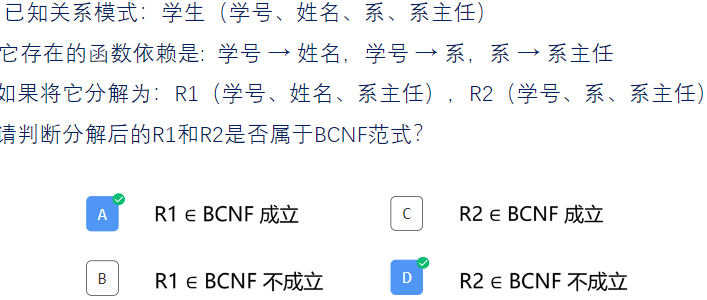 已知关系模式：学生（学号、姓名、系、系主任）
它存在的函数依赖是: 学号 → 姓名，学号 → 系，系 → 系主任
如果将它分解为：R1（学号、姓名、系主任）, R2（学号、系、系主任）
请判断分解后的R1和R2是否属于BCNF范式？
A R1 ∈ BCNF 成立
C R2 ∈ BCNF 成立
B R1 ∈ BCNF 不成立
D R2 ∈ BCNF 不成立